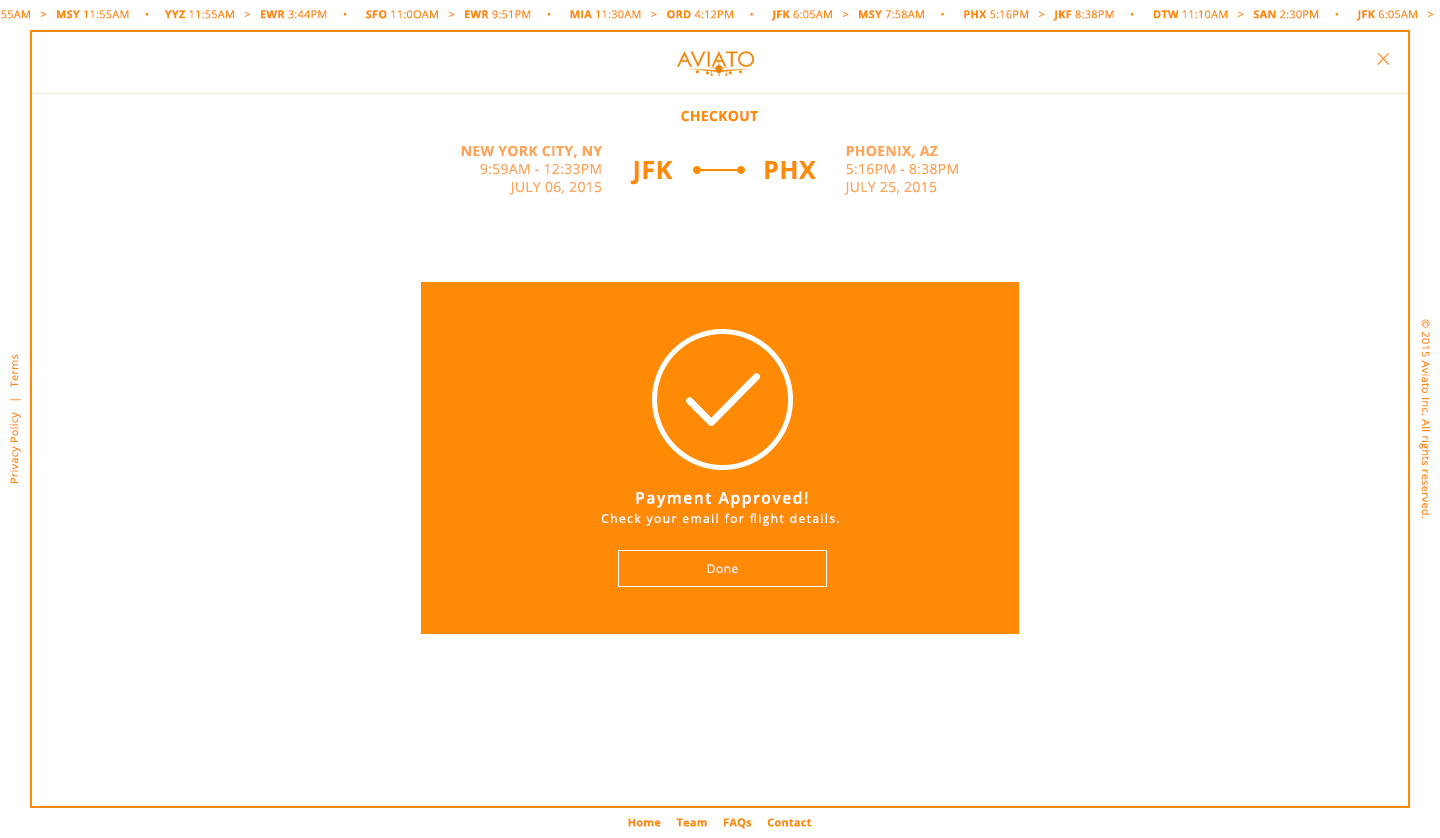 55AM > MSY 11:55AM • YYZ 11:55AM > EWR 3:44PM • SFO 11:0OAM > EWR 9:51PM • MIA 11:30AM > ORD 4:12PM • JFK 6:05AM > MSY 7:58AM • PHX 5:16PM > JKF 8:38PM • DTW 11:10AM > SAN 2:30PM • JFK 6:05AM >
AVIATO
CHECKOUT
NEW YORK CITY, NY
9:59AM - 12:33PM
JULY 06, 2015
JFK PHX
PHOENIX, AZ
5:16PM - 8:38PM
JULY 25, 2015
Payment Approved!
Check your email for flight details.
Done
Privacy Policy | Terms
© 2015 Aviato Inc. All rights reserved.
Home Team FAQs Contact